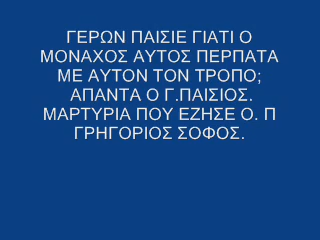 ΓΕΡΩΝ ΠΑΙΣΙΕ ΓΙΑΤΙ Ο
ΜΟΝΑΧΟΣ ΑΥΤΟΣ ΠΕΡΠΑΤΑ
ΜΕ ΑΥΤΟΝ ΤΟΝ ΤΡΟΠΟ;
ΑΠΑΝΤΑ Ο Γ.ΠΑΙΣΙΟΣ.
ΜΑΡΤΥΡΙΑ ΠΟΥ ΕΖΗΣΕ Ο. Π
ΓΡΗΓΟΡΙΟΣ ΣΟΦΟΣ.